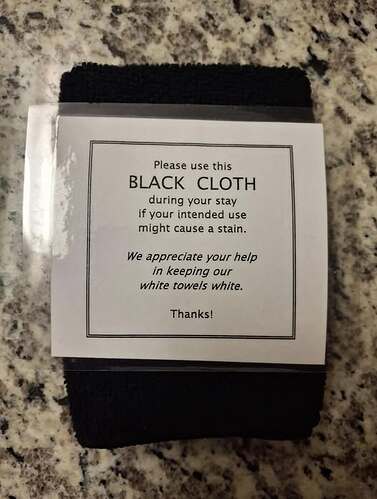 Please use this
BLACK CLOTH
during your stay
if your intended use
might cause a stain.
We appreciate your help
in keeping our
white towels white.
Thanks!